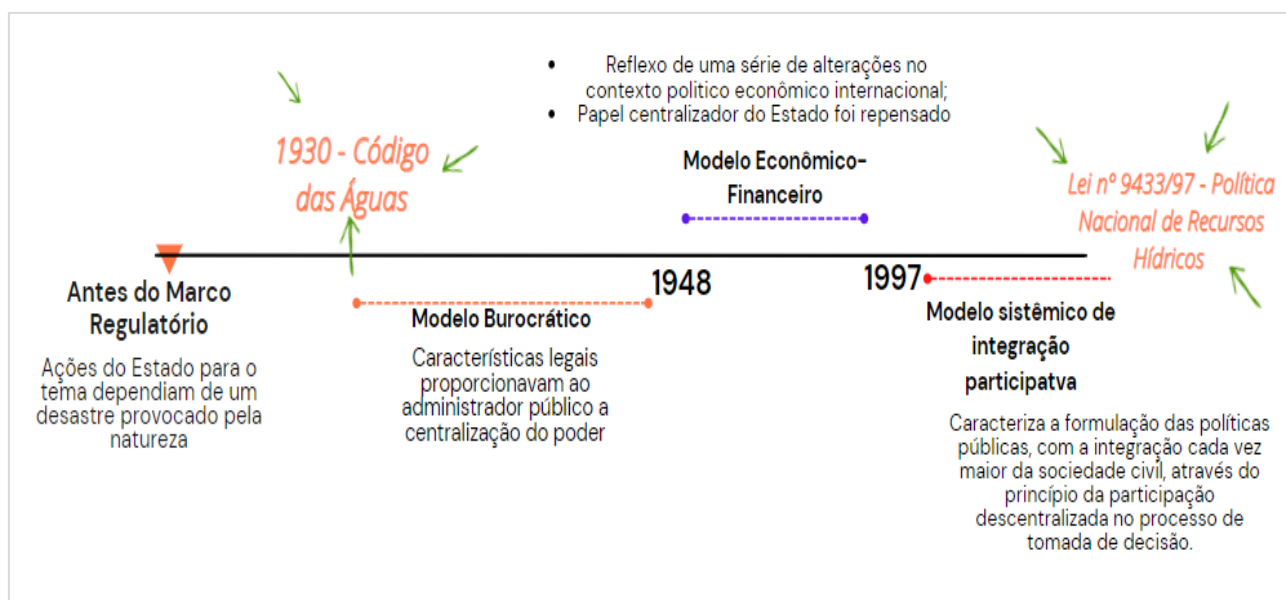 • Reflexo de uma série de alterações no
contexto politico econômico internacional;
• Papel centralizador do Estado foi repensado
1930 - Código
das Águas
Modelo Econômico-
Financeiro
Lei nº 9433/97 - Política
Nacional de Recursos
Hídricos
Antes do Marco
Regulatório
Ações do Estado para o
tema dependiam de um
desastre provocado pela
natureza
Modelo Burocrático
Características legais
proporcionavam ao
administrador público a
centralização do poder
1948
1997
Modelo sistêmico de
integração
participatva
Caracteriza a formulação das políticas
públicas, com a integração cada vez
maior da sociedade civil, através do
princípio da participação
descentralizada no processo de
tomada de decisão.